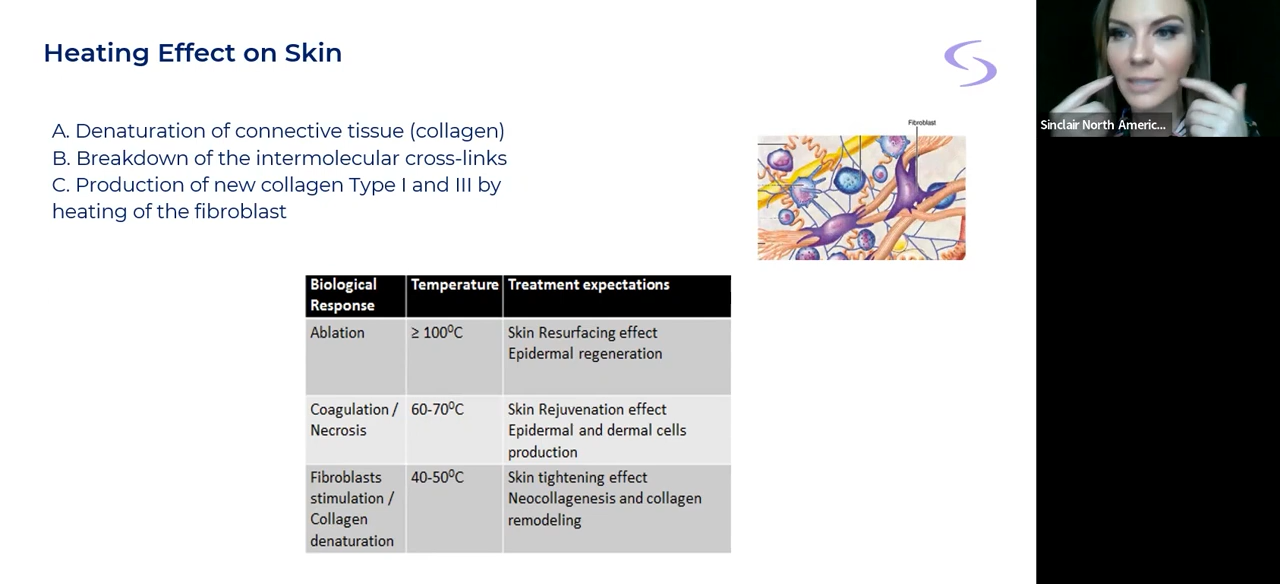 Heating Effect on Skin
A. Denaturation of connective tissue (collagen)
B. Breakdown of the intermolecular cross-links
C. Production of new collagen Type I and III by
heating of the fibroblast
Fibroblast
Sinclair North Americ...
Biological Response Temperature Treatment expectations
Ablation ≥ 100⁰C Skin Resurfacing effect
Epidermal regeneration
Coagulation / Necrosis 60-70⁰C Skin Rejuvenation effect
Epidermal and dermal cells
production
Fibroblasts stimulation / Collagen denaturation 40-50⁰C Skin tightening effect
Neocollagenesis and collagen
remodeling